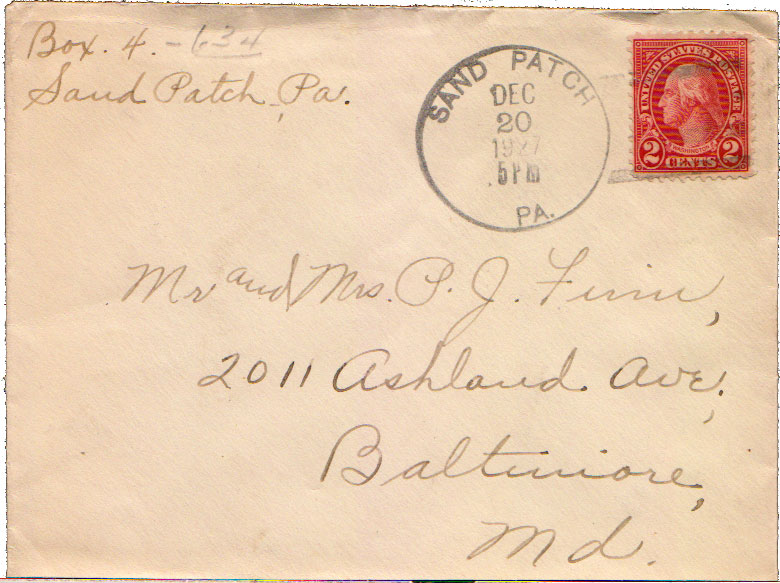 Box. 4. - 634
Sand Patch, Pa.
SAND PATCH
DEC
20
1927
5 PM
PA.
UNITED STATES POSTAGE
WASHINGTON
2 CENTS 2
Mr and Mrs. P. J. Finn,
2011 Ashland Ave.,
Baltimore,
Md.